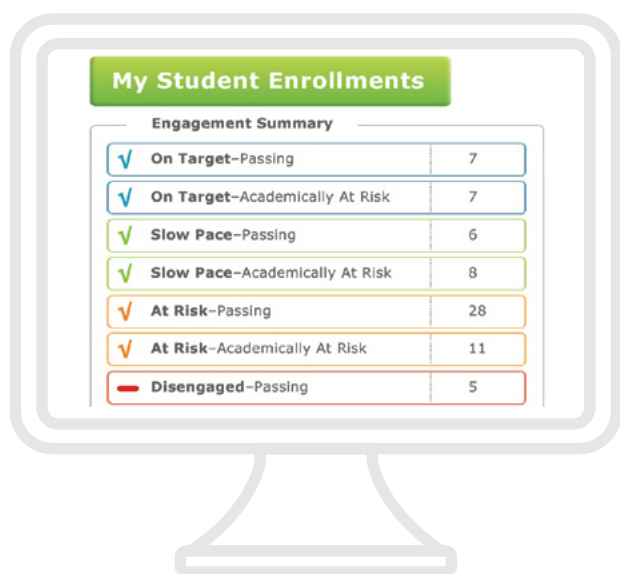 My Student Enrollments
Engagement Summary
√ On Target–Passing 7
√ On Target–Academically At Risk 7
√ Slow Pace–Passing 6
√ Slow Pace–Academically At Risk 8
√ At Risk–Passing 28
√ At Risk–Academically At Risk 11
Disengaged–Passing 5